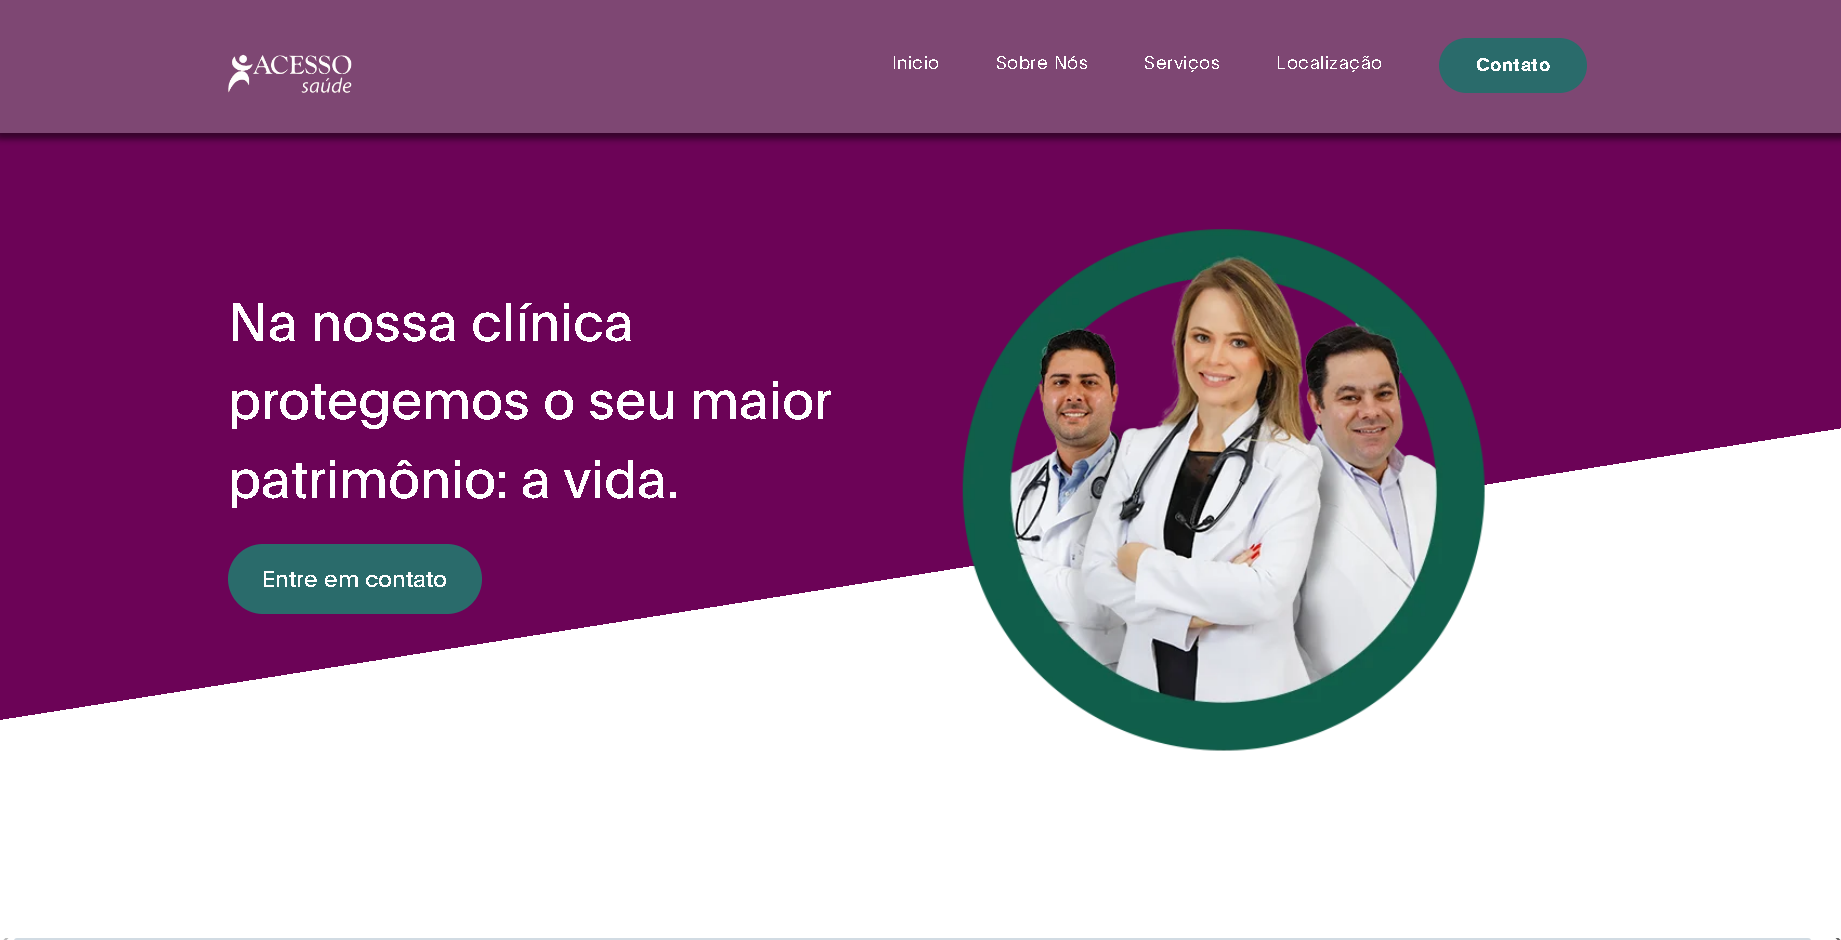 ACESSO
saúde
Inicio
Sobre Nós
Serviços
Localização
Contato
Na nossa clínica
protegemos o seu maior
patrimônio: a vida.
Entre em contato